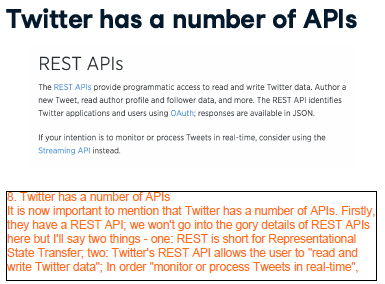 Twitter has a number of APIs
REST APIs
The REST APIs provide programmatic access to read and write Twitter data. Author a
new Tweet, read author profile and follower data, and more. The REST API identifies
Twitter applications and users using OAuth; responses are available in JSON.
If your intention is to monitor or process Tweets in real-time, consider using the
Streaming API instead.
8. Twitter has a number of APIs
It is now important to mention that Twitter has a number of APIs. Firstly,
they have a REST API; we won't go into the gory details of REST APIs
here but I'll say two things - one: REST is short for Representational
State Transfer; two: Twitter's REST API allows the user to "read and
write Twitter data"; In order "monitor or process Tweets in real-time",